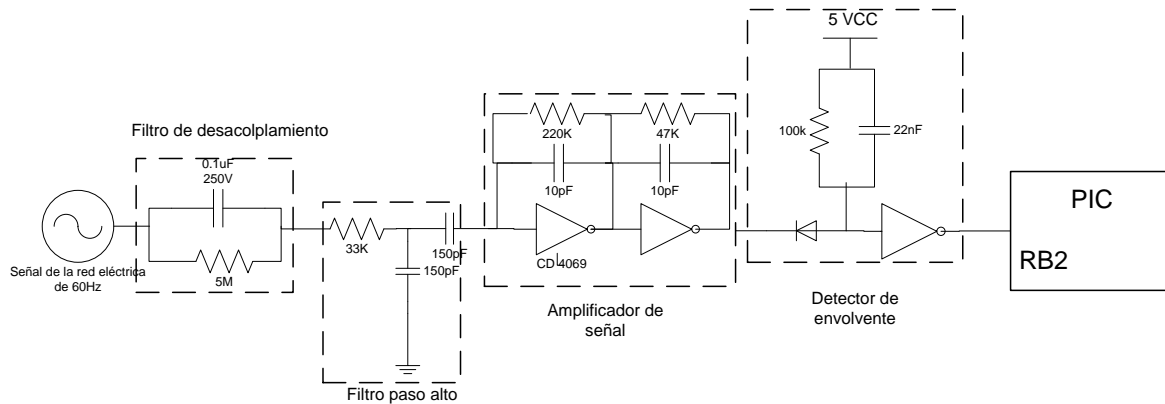 Filtro de desacolplamiento
0.1uF
250V
5M
Señal de la red eléctrica
de 60Hz
33K
150pF
150pF
Filtro paso alto
220K
47K
10pF
10pF
CD 4069
Amplificador de
señal
5 VCC
100k
22nF
Detector de
envolvente
PIC
RB2